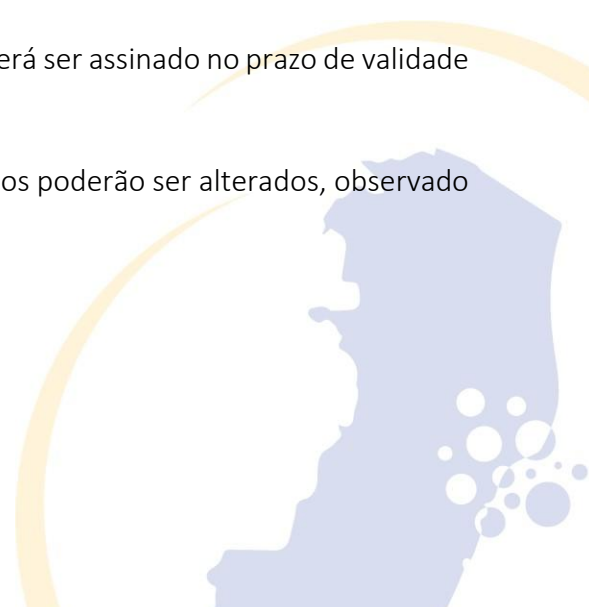 erá ser assinado no prazo de validade
os poderão ser alterados, observado